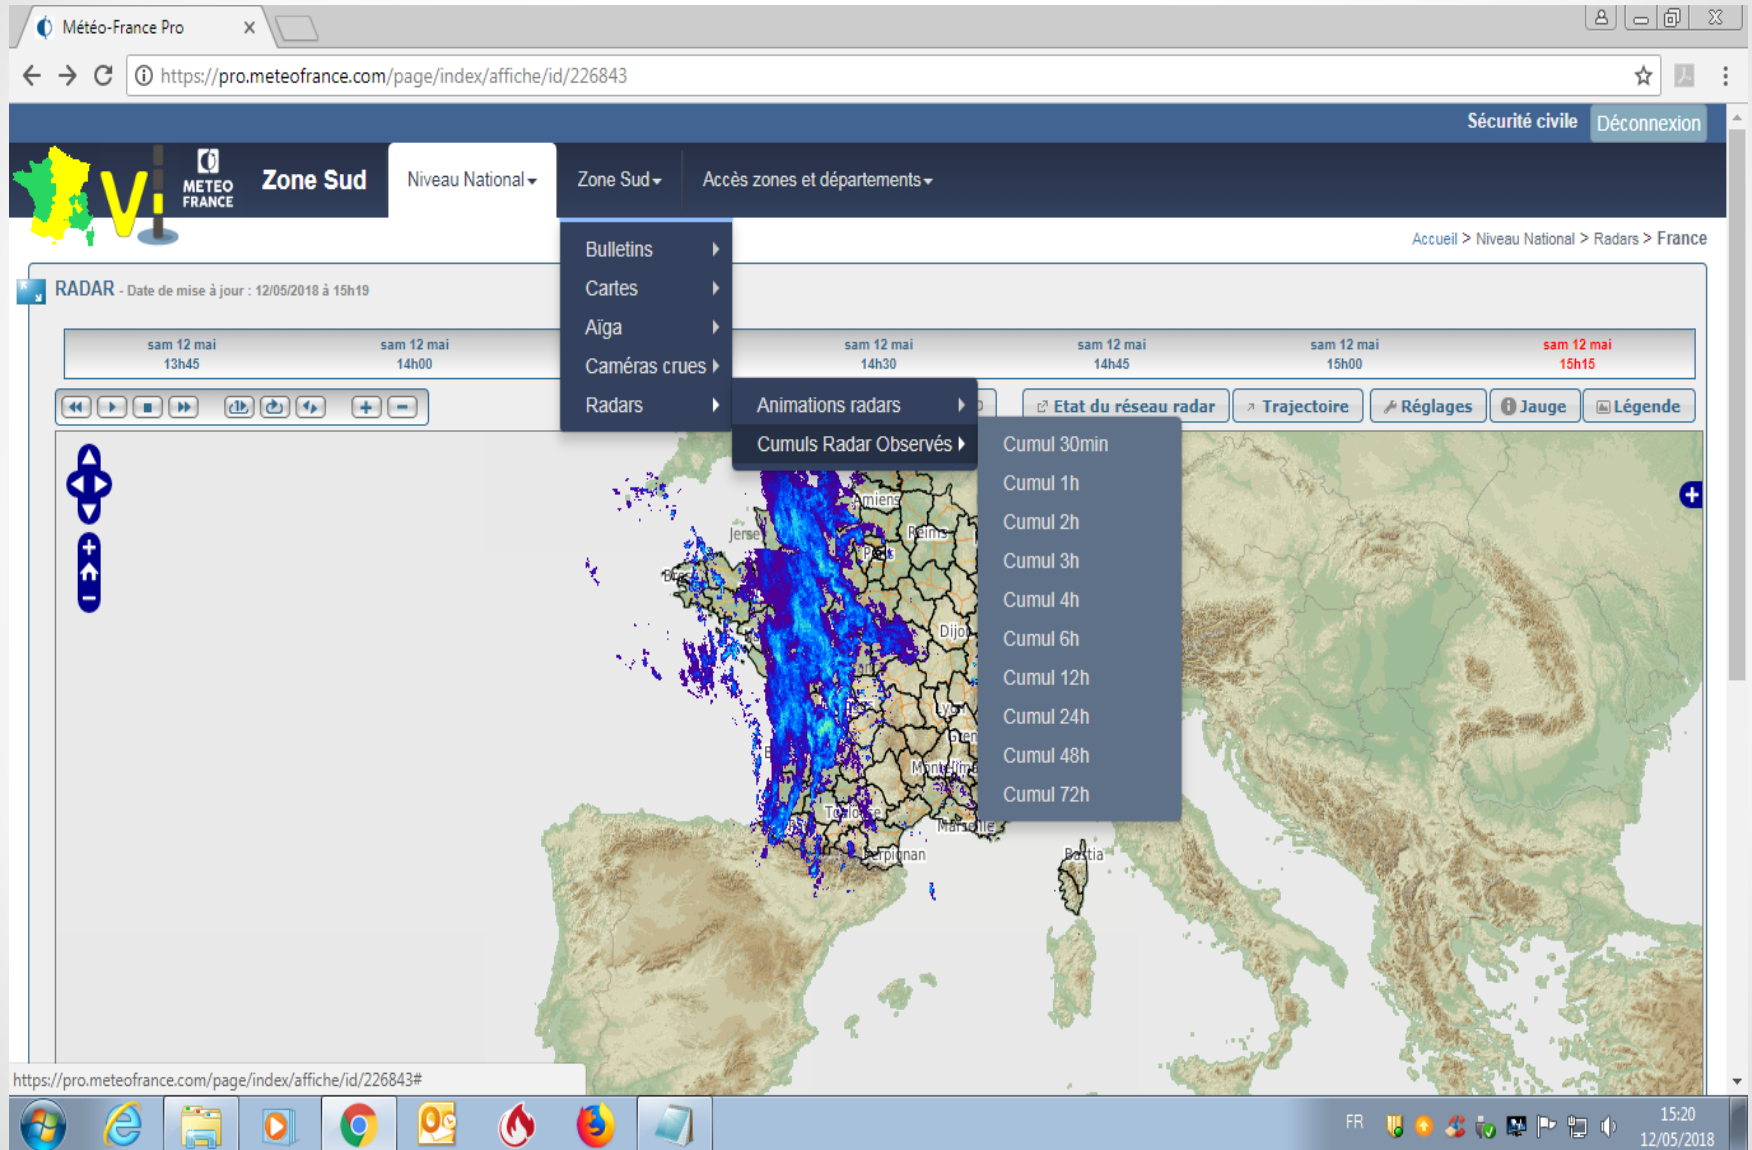 Météo-France Pro
https://pro.meteofrance.com/page/index/affiche/id/226843
Sécurité civile Déconnexion
METEO
FRANCE
Zone Sud Niveau National Zone Sud Accès zones et départements
Accueil > Niveau National > Radars > France
RADAR - Date de mise à jour : 12/05/2018 à 15h19
sam 12 mai
13h45
sam 12 mai
14h00
sam 12 mai
14h30
sam 12 mai
14h45
sam 12 mai
15h00
sam 12 mai
15h15
Bulletins
Cartes
Aïga
Caméras crues
Radars
Animations radars
Cumuls Radar Observés
Cumul 30min
Cumul 1h
Cumul 2h
Cumul 3h
Cumul 4h
Cumul 6h
Cumul 12h
Cumul 24h
Cumul 48h
Cumul 72h
Etat du réseau radar Trajectoire Réglages Jauge Légende
Amiens
Reims
Jerse
Dijo
Lyon
Toulouse
Marseille
Perpignan
Bastia
https://pro.meteofrance.com/page/index/affiche/id/226843#
FR
15:20
12/05/2018